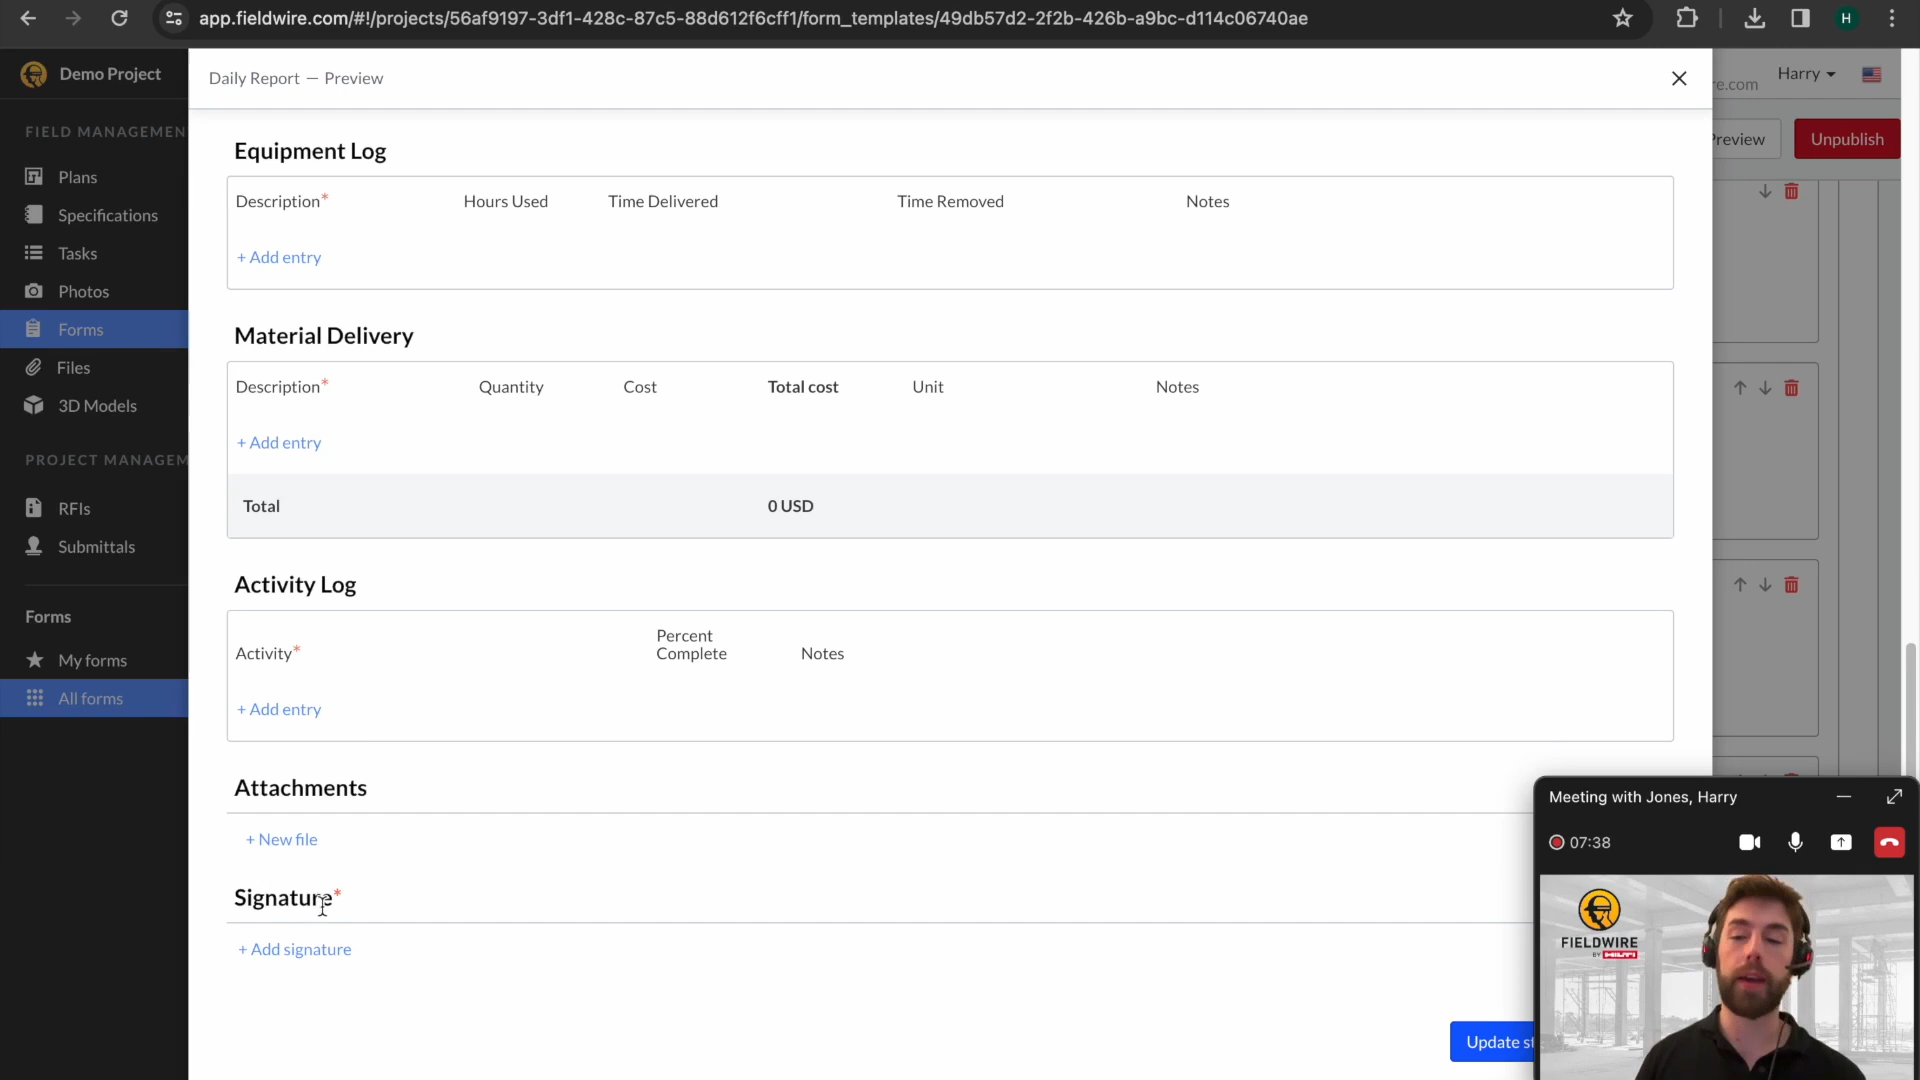 app.fieldwire.com/#!/projects/56af9197-3df1-428c-87c5-88d612f6cff1/form_templates/49db57d2-2f2b-426b-a9bc-d114c06740ae
H
Demo Project
Daily Report — Preview
re.com
Harry
FIELD MANAGEMEN
Preview
Unpublish
Plans
Specifications
Tasks
Photos
Forms
Files
3D Models
PROJECT MANAGEM
RFIs
Submittals
Forms
My forms
All forms
Equipment Log
Description* Hours Used Time Delivered Time Removed Notes
+ Add entry
Material Delivery
Description* Quantity Cost Total cost Unit Notes
+ Add entry
Total 0 USD
Activity Log
Activity* Percent Complete Notes
+ Add entry
Attachments
+ New file
Signature*
+ Add signature
Update st
Meeting with Jones, Harry
07:38
FIELDWIRE
BY HILTI